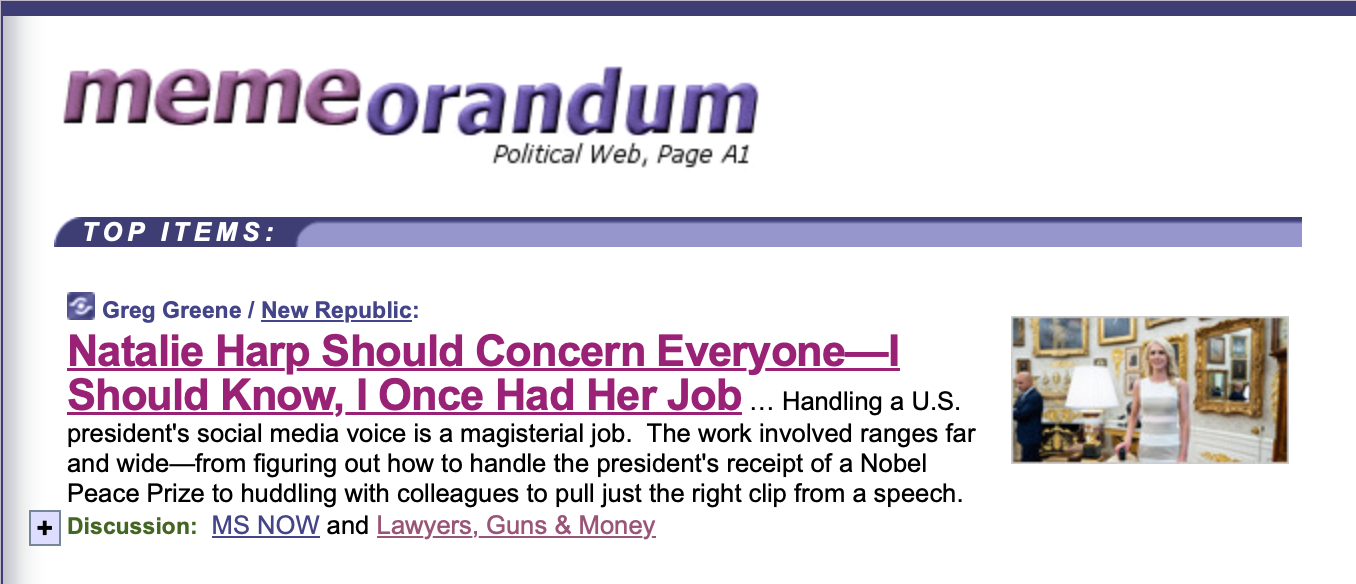 memeorandum
Political Web, Page A1
TOP ITEMS:
Greg Greene / New Republic:
Natalie Harp Should Concern Everyone—I
Should Know, I Once Had Her Job … Handling a U.S.
president's social media voice is a magisterial job.  The work involved ranges far
and wide—from figuring out how to handle the president's receipt of a Nobel
Peace Prize to huddling with colleagues to pull just the right clip from a speech.
+ Discussion:  MS NOW and Lawyers, Guns & Money